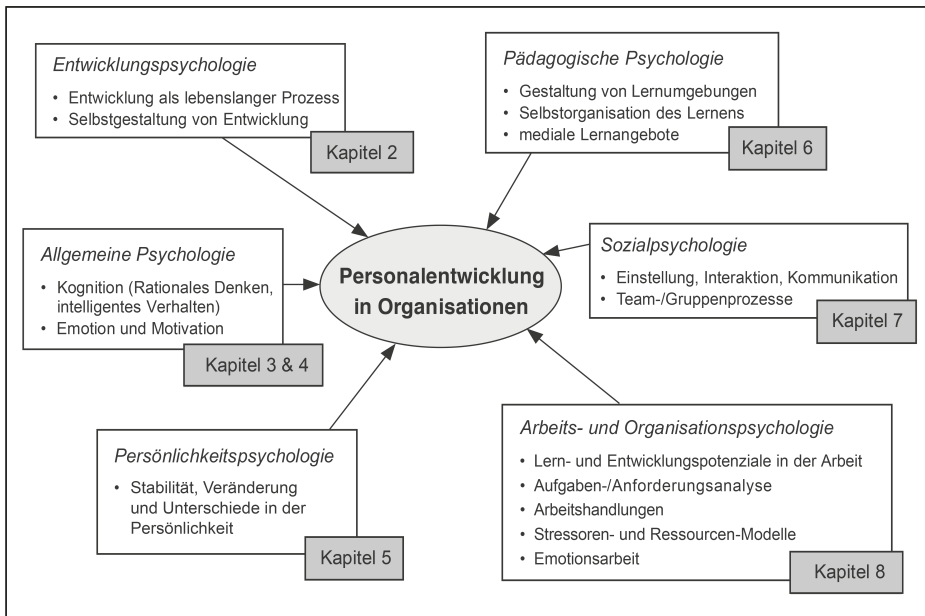 Entwicklungspsychologie
• Entwicklung als lebenslanger Prozess
• Selbstgestaltung von Entwicklung
Kapitel 2
Pädagogische Psychologie
• Gestaltung von Lernumgebungen
• Selbstorganisation des Lernens
• mediale Lernangebote
Kapitel 6
Allgemeine Psychologie
• Kognition (Rationales Denken,
intelligentes Verhalten)
• Emotion und Motivation
Kapitel 3 & 4
Personalentwicklung
in Organisationen
Sozialpsychologie
• Einstellung, Interaktion, Kommunikation
• Team-/Gruppenprozesse
Kapitel 7
Persönlichkeitspsychologie
• Stabilität, Veränderung
und Unterschiede in der
Persönlichkeit
Kapitel 5
Arbeits- und Organisationspsychologie
• Lern- und Entwicklungspotenziale in der Arbeit
• Aufgaben-/Anforderungsanalyse
• Arbeitshandlungen
• Stressoren- und Ressourcen-Modelle
• Emotionsarbeit
Kapitel 8